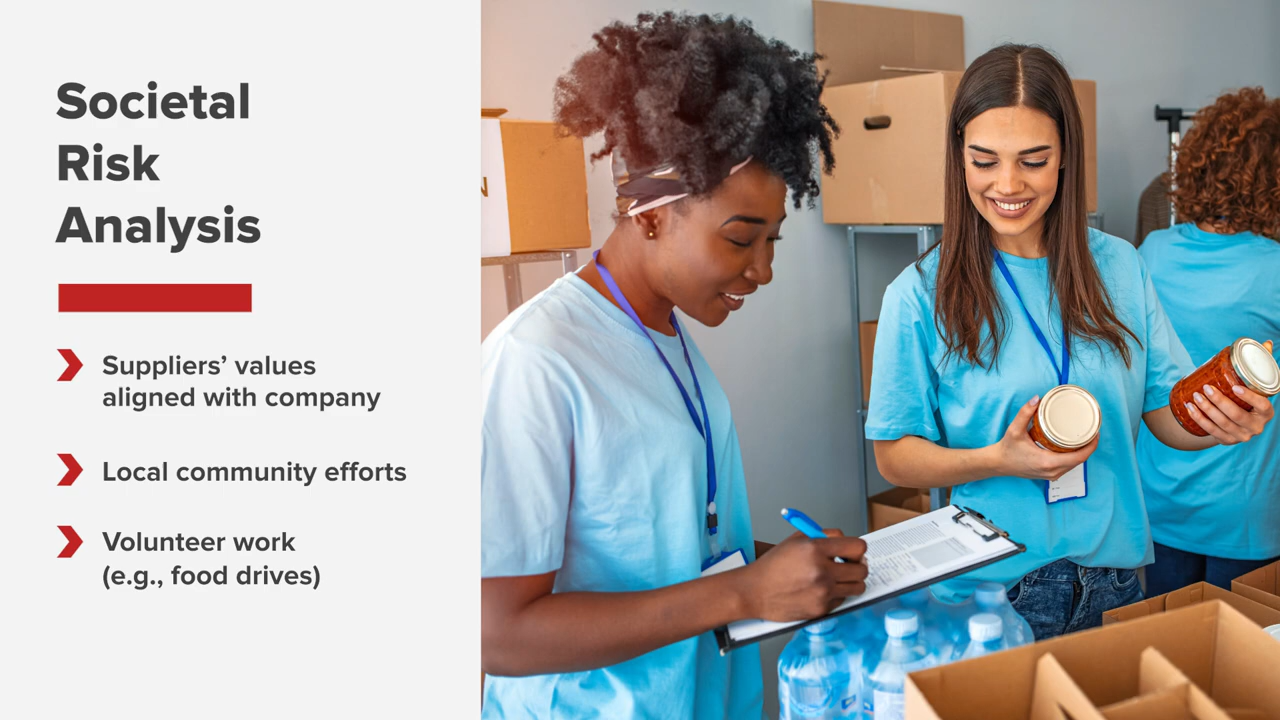 Societal
Risk
Analysis
Suppliers’ values
aligned with company
Local community efforts
Volunteer work
(e.g., food drives)